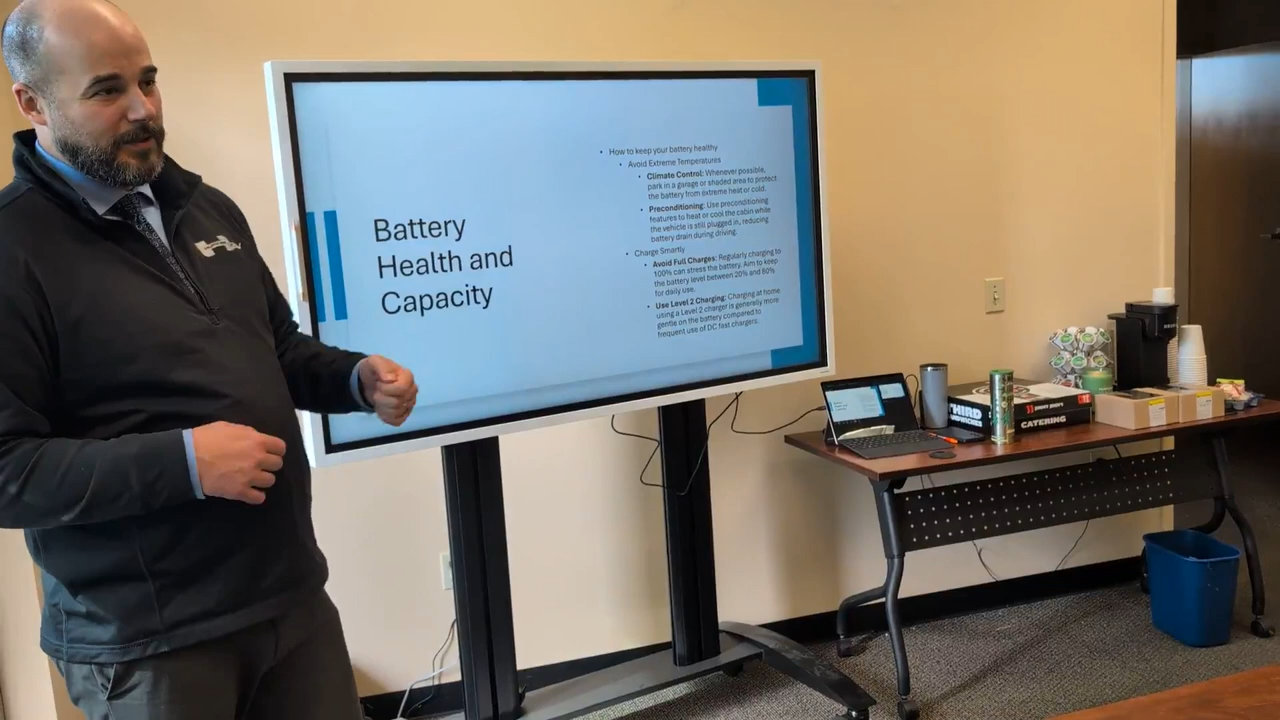 Battery
Health and
Capacity
• How to keep your battery healthy
• Avoid Extreme Temperatures
• Climate Control: Whenever possible,
park in a garage or shaded area to protect
the battery from extreme heat or cold.
• Preconditioning: Use preconditioning
features to heat or cool the cabin while
the vehicle is still plugged in, reducing
battery drain during driving.
• Charge Smartly
• Avoid Full Charges: Regularly charging to
100% can stress the battery. Aim to keep
the battery level between 20% and 80%
for daily use.
• Use Level 2 Charging: Charging at home
using a Level 2 charger is generally more
gentle on the battery compared to
frequent use of DC fast chargers.
JIMMY JOHN'S
CATERING